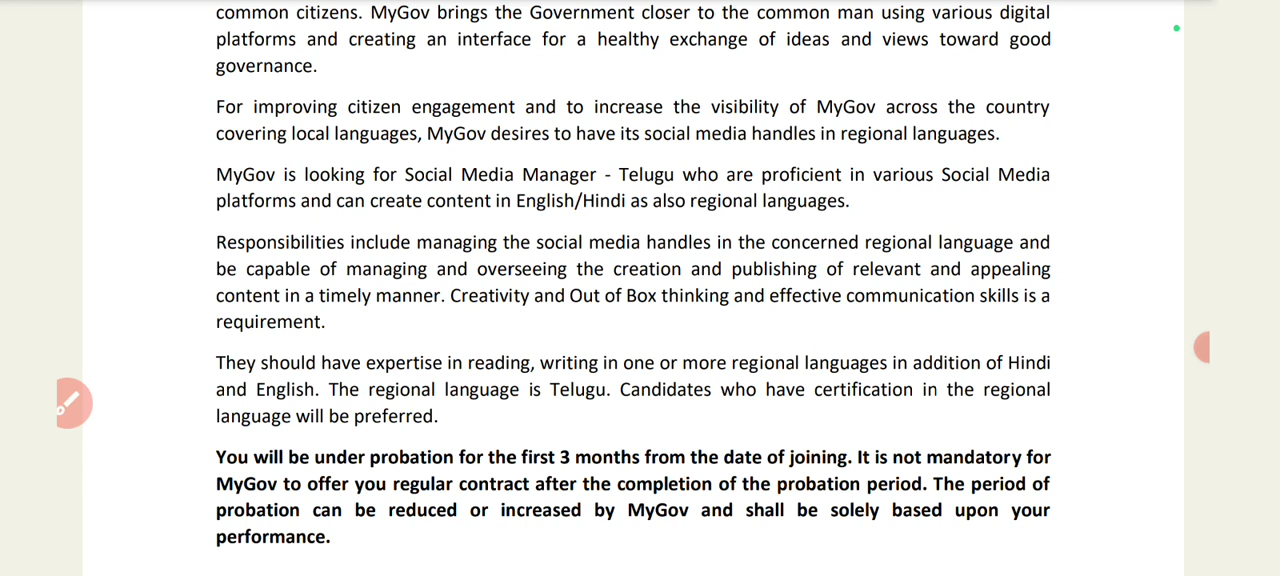 common citizens. MyGov brings the Government closer to the common man using various digital
platforms and creating an interface for a healthy exchange of ideas and views toward good
governance.
For improving citizen engagement and to increase the visibility of MyGov across the country
covering local languages, MyGov desires to have its social media handles in regional languages.
MyGov is looking for Social Media Manager - Telugu who are proficient in various Social Media
platforms and can create content in English/Hindi as also regional languages.
Responsibilities include managing the social media handles in the concerned regional language and
be capable of managing and overseeing the creation and publishing of relevant and appealing
content in a timely manner. Creativity and Out of Box thinking and effective communication skills is a
requirement.
They should have expertise in reading, writing in one or more regional languages in addition of Hindi
and English. The regional language is Telugu. Candidates who have certification in the regional
language will be preferred.
You will be under probation for the first 3 months from the date of joining. It is not mandatory for
MyGov to offer you regular contract after the completion of the probation period. The period of
probation can be reduced or increased by MyGov and shall be solely based upon your
performance.